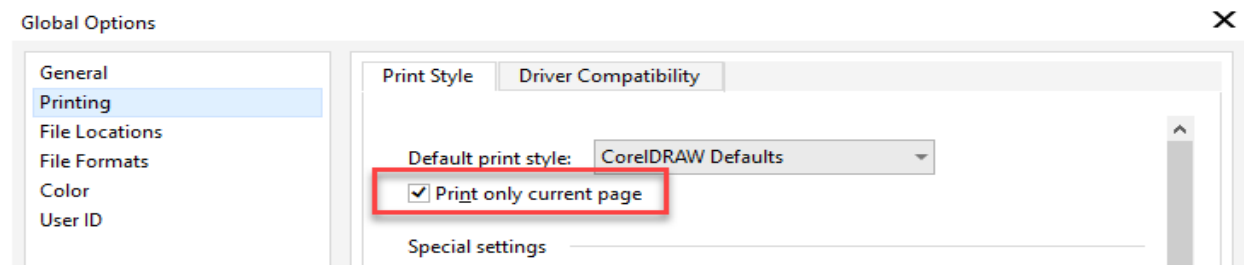 Global Options
General
Printing
File Locations
File Formats
Color
User ID
Print Style
Driver Compatibility
Default print style: CorelDRAW Defaults
Print only current page
Special settings